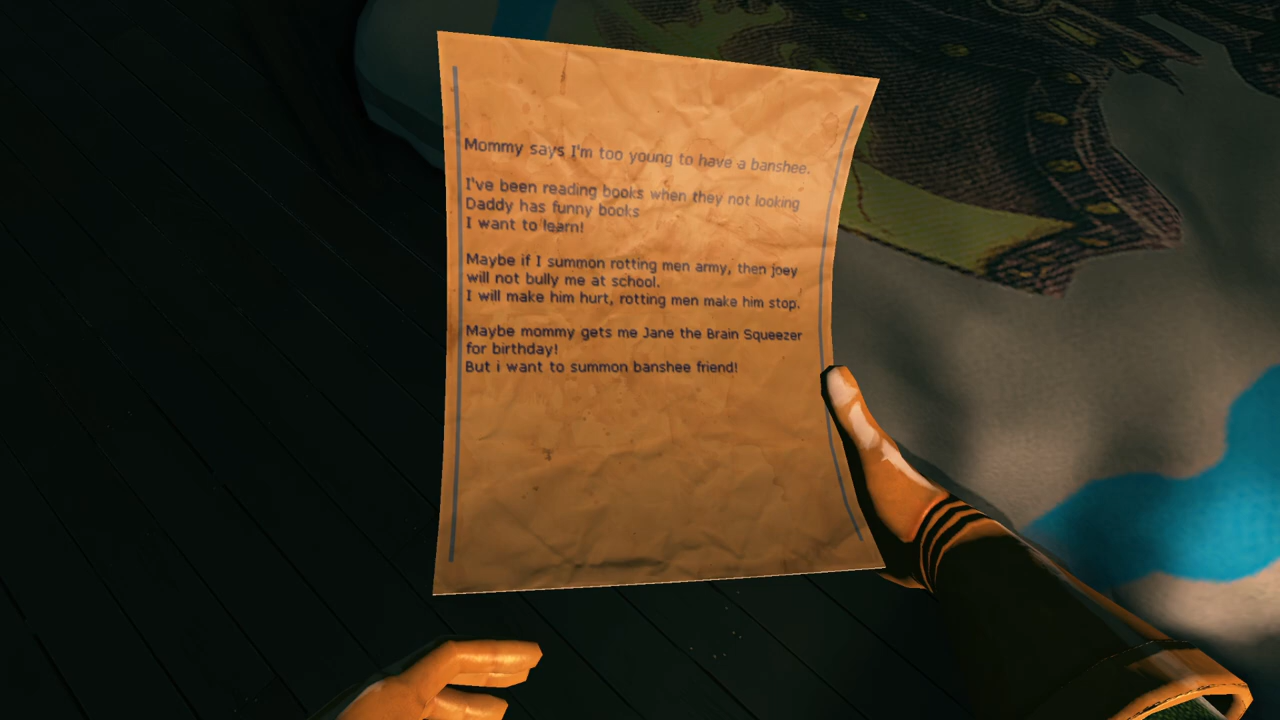 Mommy says I'm too young to have a banshee.
I've been reading books when they not looking
Daddy has funny books
I want to learn!
Maybe if I summon rotting men army, then joey
will not bully me at school.
I will make him hurt, rotting men make him stop.
Maybe mommy gets me Jane the Brain Squeezer
for birthday!
But i want to summon banshee friend!